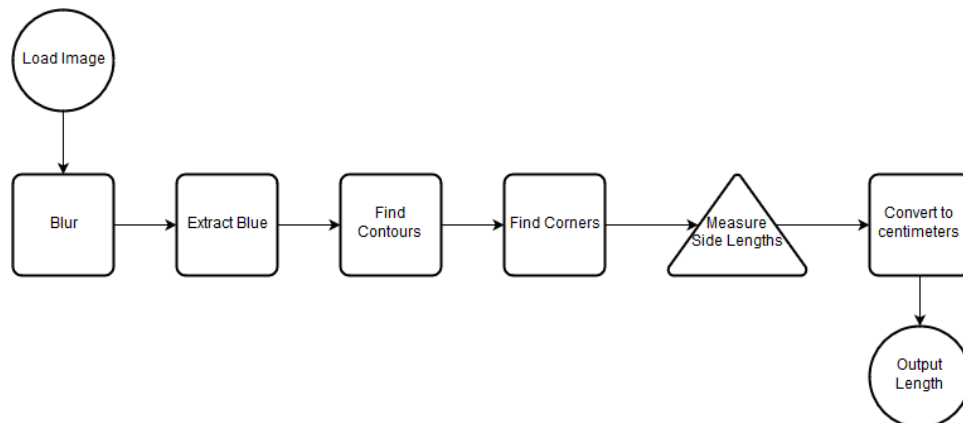 Load Image
Blur
Extract Blue
Find
Contours
Find Corners
Measure
Side Lengths
Convert to
centimeters
Output
Length